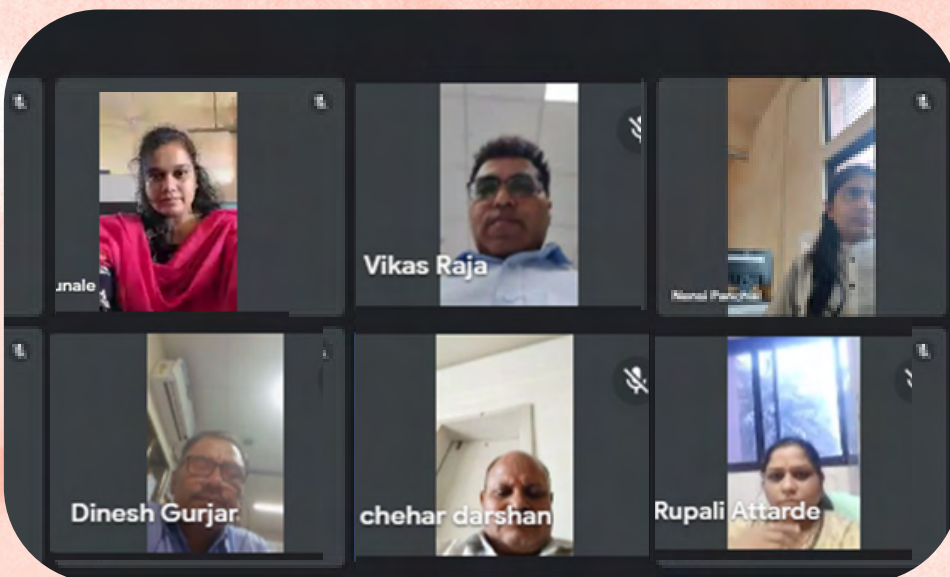 unale
Vikas Raja
Dinesh Gurjar
chehar darshan
Rupali Attarde